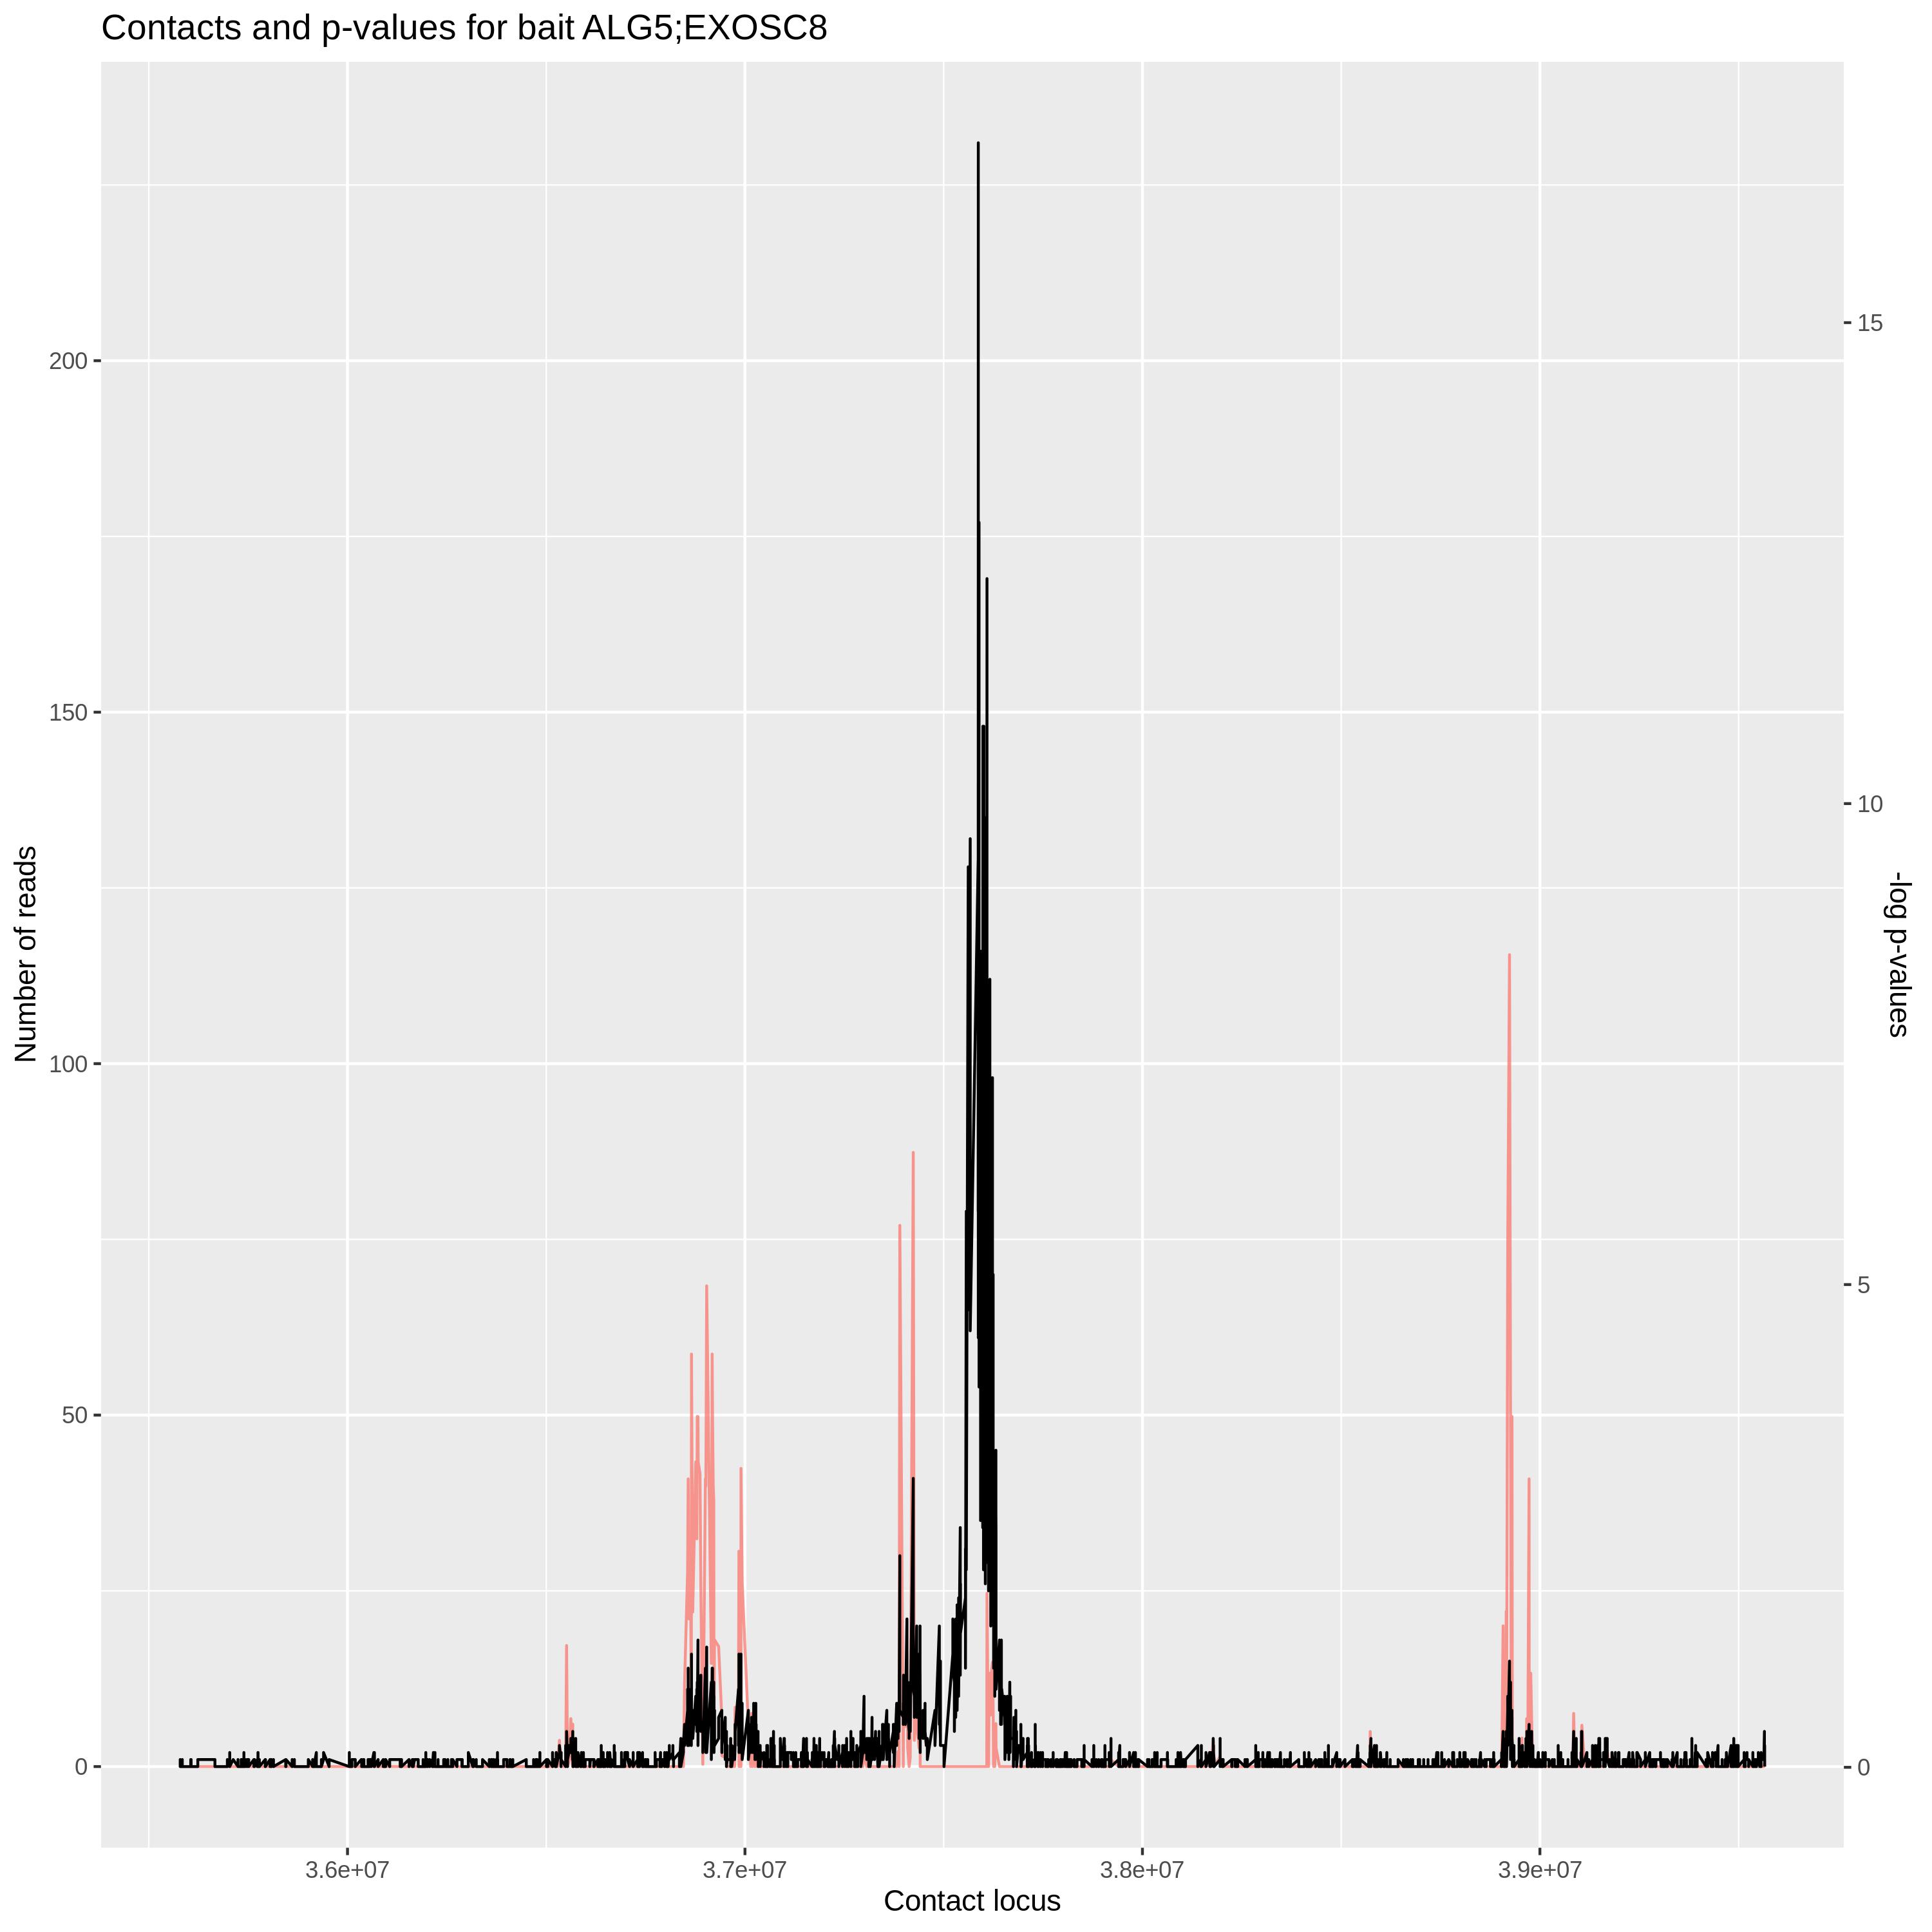 Contacts and p-values for bait ALG5;EXOSC8
Number of reads
200
150
100
50
0
15
10
5
0
-log p-values
3.6e+07
3.7e+07
3.8e+07
3.9e+07
Contact locus